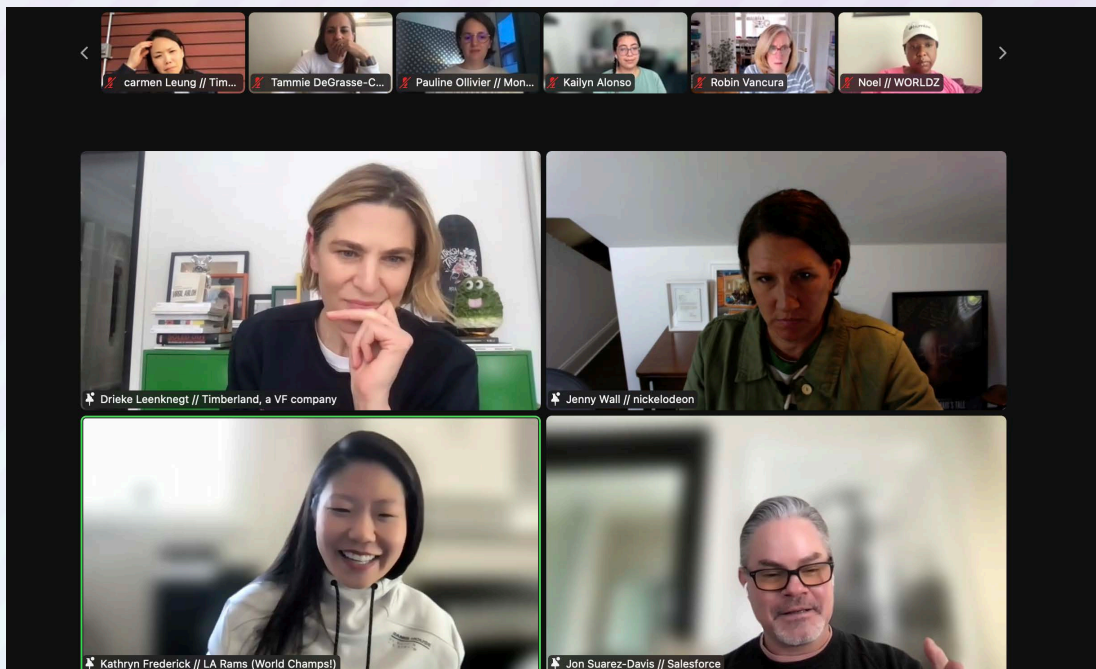 carmen Leung // Tim...
Tammie DeGrasse-C...
Pauline Ollivier // Mon...
Kailyn Alonso
Robin Vancura
Noel // WORLDZ
Drieke Leenknegt // Timberland, a VF company
Jenny Wall // nickelodeon
Kathryn Frederick // LA Rams (World Champs!)
Jon Suarez-Davis // Salesforce